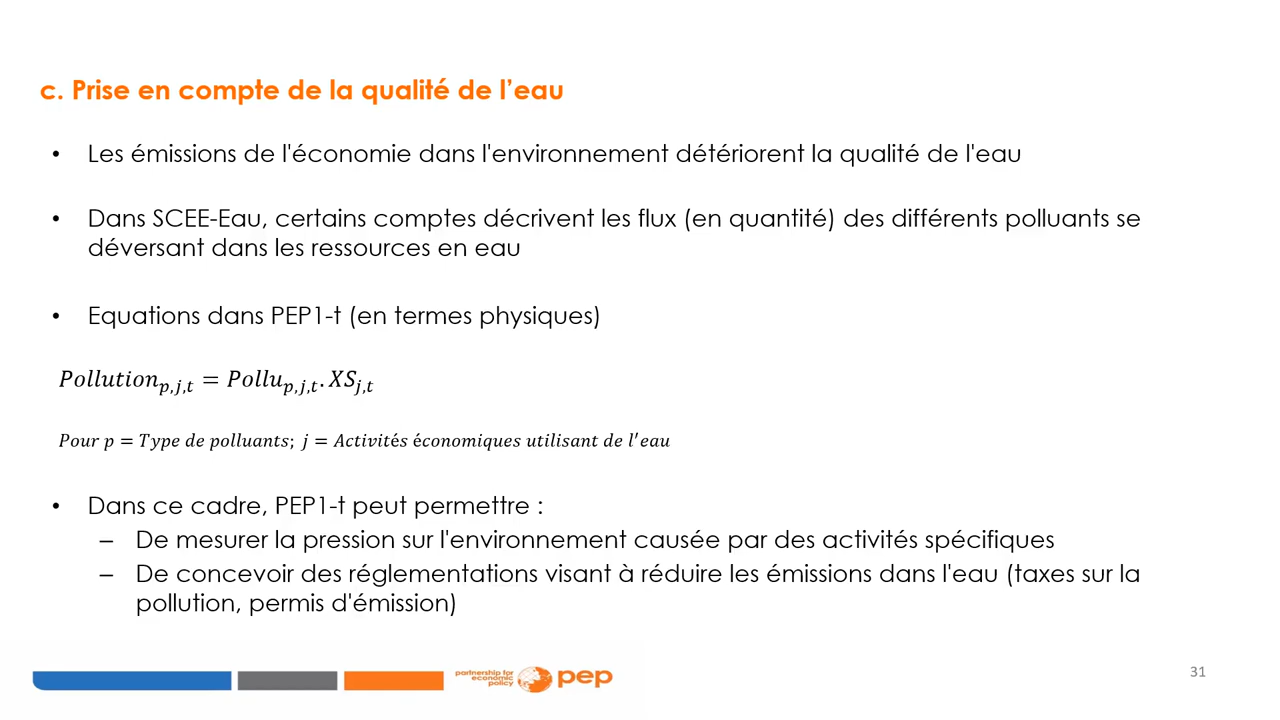 c. Prise en compte de la qualité de l’eau
• Les émissions de l'économie dans l'environnement détériorent la qualité de l'eau
• Dans SCEE-Eau, certains comptes décrivent les flux (en quantité) des différents polluants se
déversant dans les ressources en eau
• Equations dans PEP1-t (en termes physiques)
Pollution_{p,j,t} = Pollu_{p,j,t}.XS_{j,t}
Pour p = Type de polluants; j = Activités économiques utilisant de l′eau
• Dans ce cadre, PEP1-t peut permettre :
– De mesurer la pression sur l'environnement causée par des activités spécifiques
– De concevoir des réglementations visant à réduire les émissions dans l'eau (taxes sur la
pollution, permis d'émission)
partnership for
economic
policy
pep
31